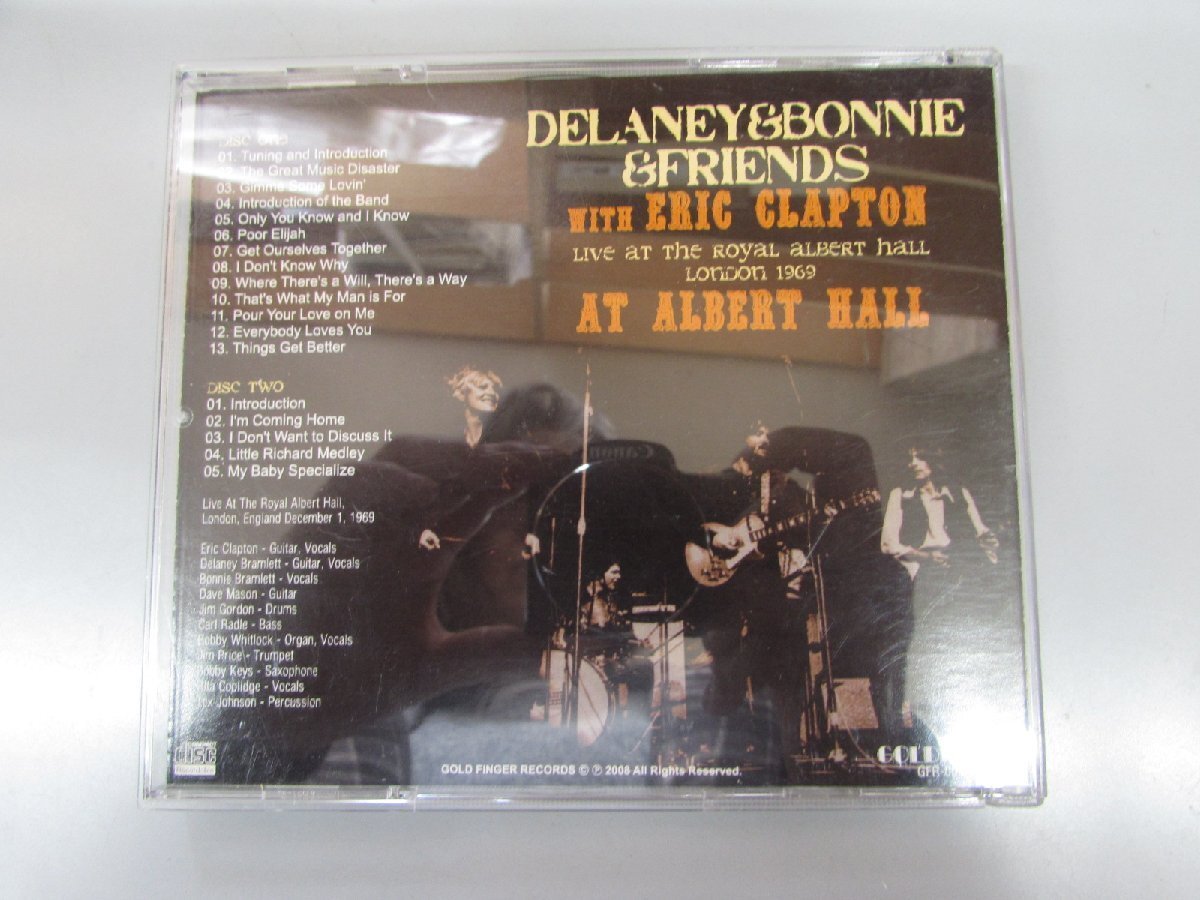 DISC ONE
01. Tuning and Introduction
02. The Great Music Disaster
03. Gimme Some Lovin'
04. Introduction of the Band
05. Only You Know and I Know
06. Poor Elijah
07. Get Ourselves Together
08. I Don't Know Why
09. Where There's a Will, There's a Way
10. That's What My Man is For
11. Pour Your Love on Me
12. Everybody Loves You
13. Things Get Better
DISC TWO
01. Introduction
02. I'm Coming Home
03. I Don't Want to Discuss It
04. Little Richard Medley
05. My Baby Specialize
Live At The Royal Albert Hall,
London, England December 1, 1969
Eric Clapton - Guitar, Vocals
Delaney Bramlett - Guitar, Vocals
Bonnie Bramlett - Vocals
Dave Mason - Guitar
Jim Gordon - Drums
Carl Radle - Bass
Bobby Whitlock - Organ, Vocals
Jim Price - Trumpet
Bobby Keys - Saxophone
Rita Coolidge - Vocals
Tex Johnson - Percussion
DELANEY&BONNIE
&FRIENDS
WITH ERIC CLAPTON
LIVE AT THE ROYAL ALBERT HALL
LONDON 1969
AT ALBERT HALL
Canon
disc
GOLD FINGER RECORDS © ℗ 2008 All Rights Reserved.
GOLD